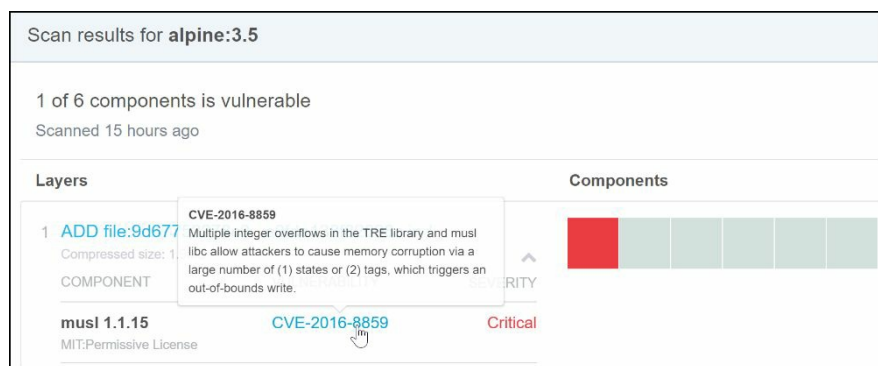 Scan results for alpine:3.5
1 of 6 components is vulnerable
Scanned 15 hours ago
Layers
Components
CVE-2016-8859
Multiple integer overflows in the TRE library and musl
libc allow attackers to cause memory corruption via a
large number of (1) states or (2) tags, which triggers an
out-of-bounds write.
1 ADD file:9d677
Compressed size: 1
COMPONENT SEVERITY
musl 1.1.15 CVE-2016-8859 Critical
MIT:Permissive License